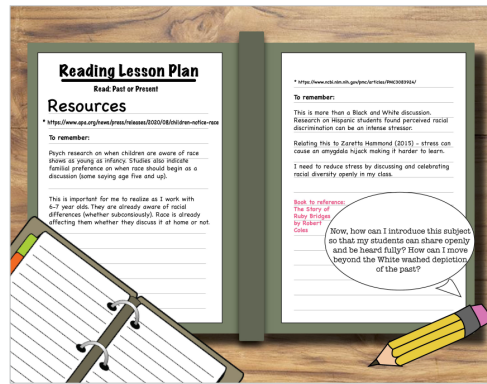 Reading Lesson Plan
Read: Past or Present
Resources
* https://www.apa.org/news/press/releases/2020/08/children-notice-race
To remember:
Psych research on when children are aware of race
shows as young as infancy. Studies also indicate
familial preference on when race should begin as a
discussion (some saying age five and up).
This is important for me to realize as I work with
6-7 year olds. They are already aware of racial
differences (whether subconsiously). Race is already
affecting them whether they discuss it at home or not.
* https://www.ncbi.nlm.nih.gov/pmc/articles/PMC3083924/
To remember:
This is more than a Black and White discussion.
Research on Hispanic students found perceived racial
discrimination can be an intense stressor.
Relating this to Zaretta Hammond (2015) - stress can
cause an amygdala hijack making it harder to learn.
I need to reduce stress by discussing and celebrating
racial diversity openly in my class.
Book to reference:
The Story of
Ruby Bridges
by Robert
Coles
Now, how can I introduce this subject
so that my students can share openly
and be heard fully? How can I move
beyond the White washed depiction
of the past?